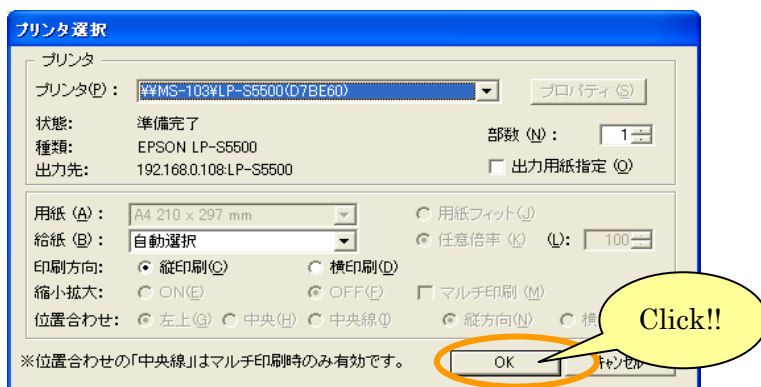 プリンタ選択
プリンタ
プリンタ(P): ¥¥MS-103¥LP-S5500(D7BE60) プロパティ(S)
状態: 準備完了
種類: EPSON LP-S5500 部数(N): 1
出力先: 192.168.0.108:LP-S5500 出力用紙指定(O)
用紙(A): A4 210 x 297 mm 用紙フィット(J)
給紙(B): 自動選択 任意倍率(K) (L): 100
印刷方向: 縦印刷(C) 横印刷(D)
縮小拡大: ON(E) OFF(F) マルチ印刷(M)
位置合わせ: 左上(G) 中央(H) 中央線(I) 縦方向(N) 横
Click!!
※位置合わせの「中央線」はマルチ印刷時のみ有効です。 OK キャンセル